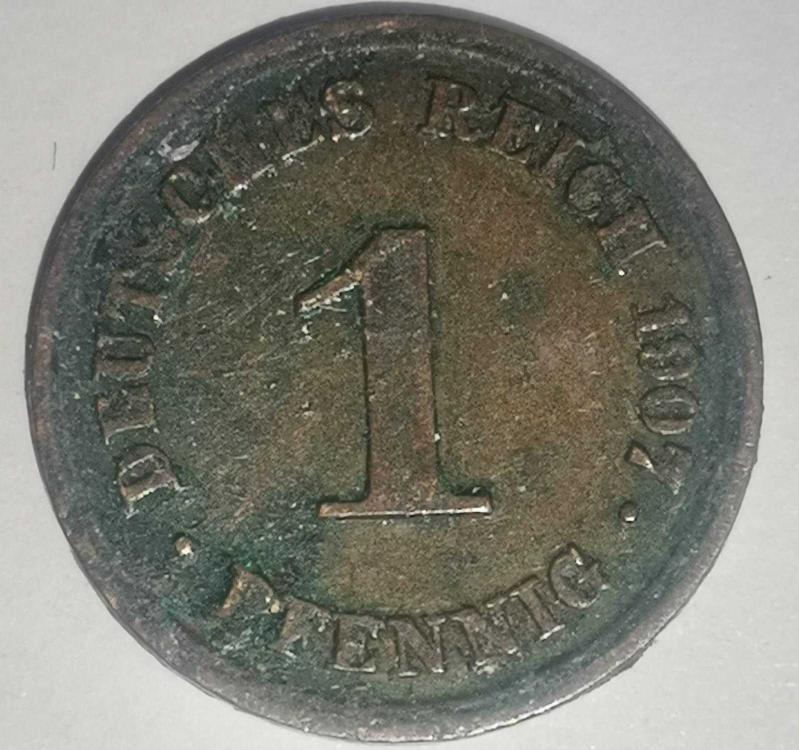 DEUTSCHES REICH 1907
1
· PFENNIG ·